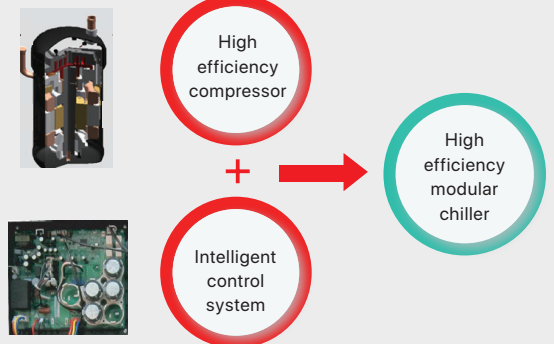 High
efficiency
compressor
+
High
efficiency
modular
chiller
Intelligent
control
system